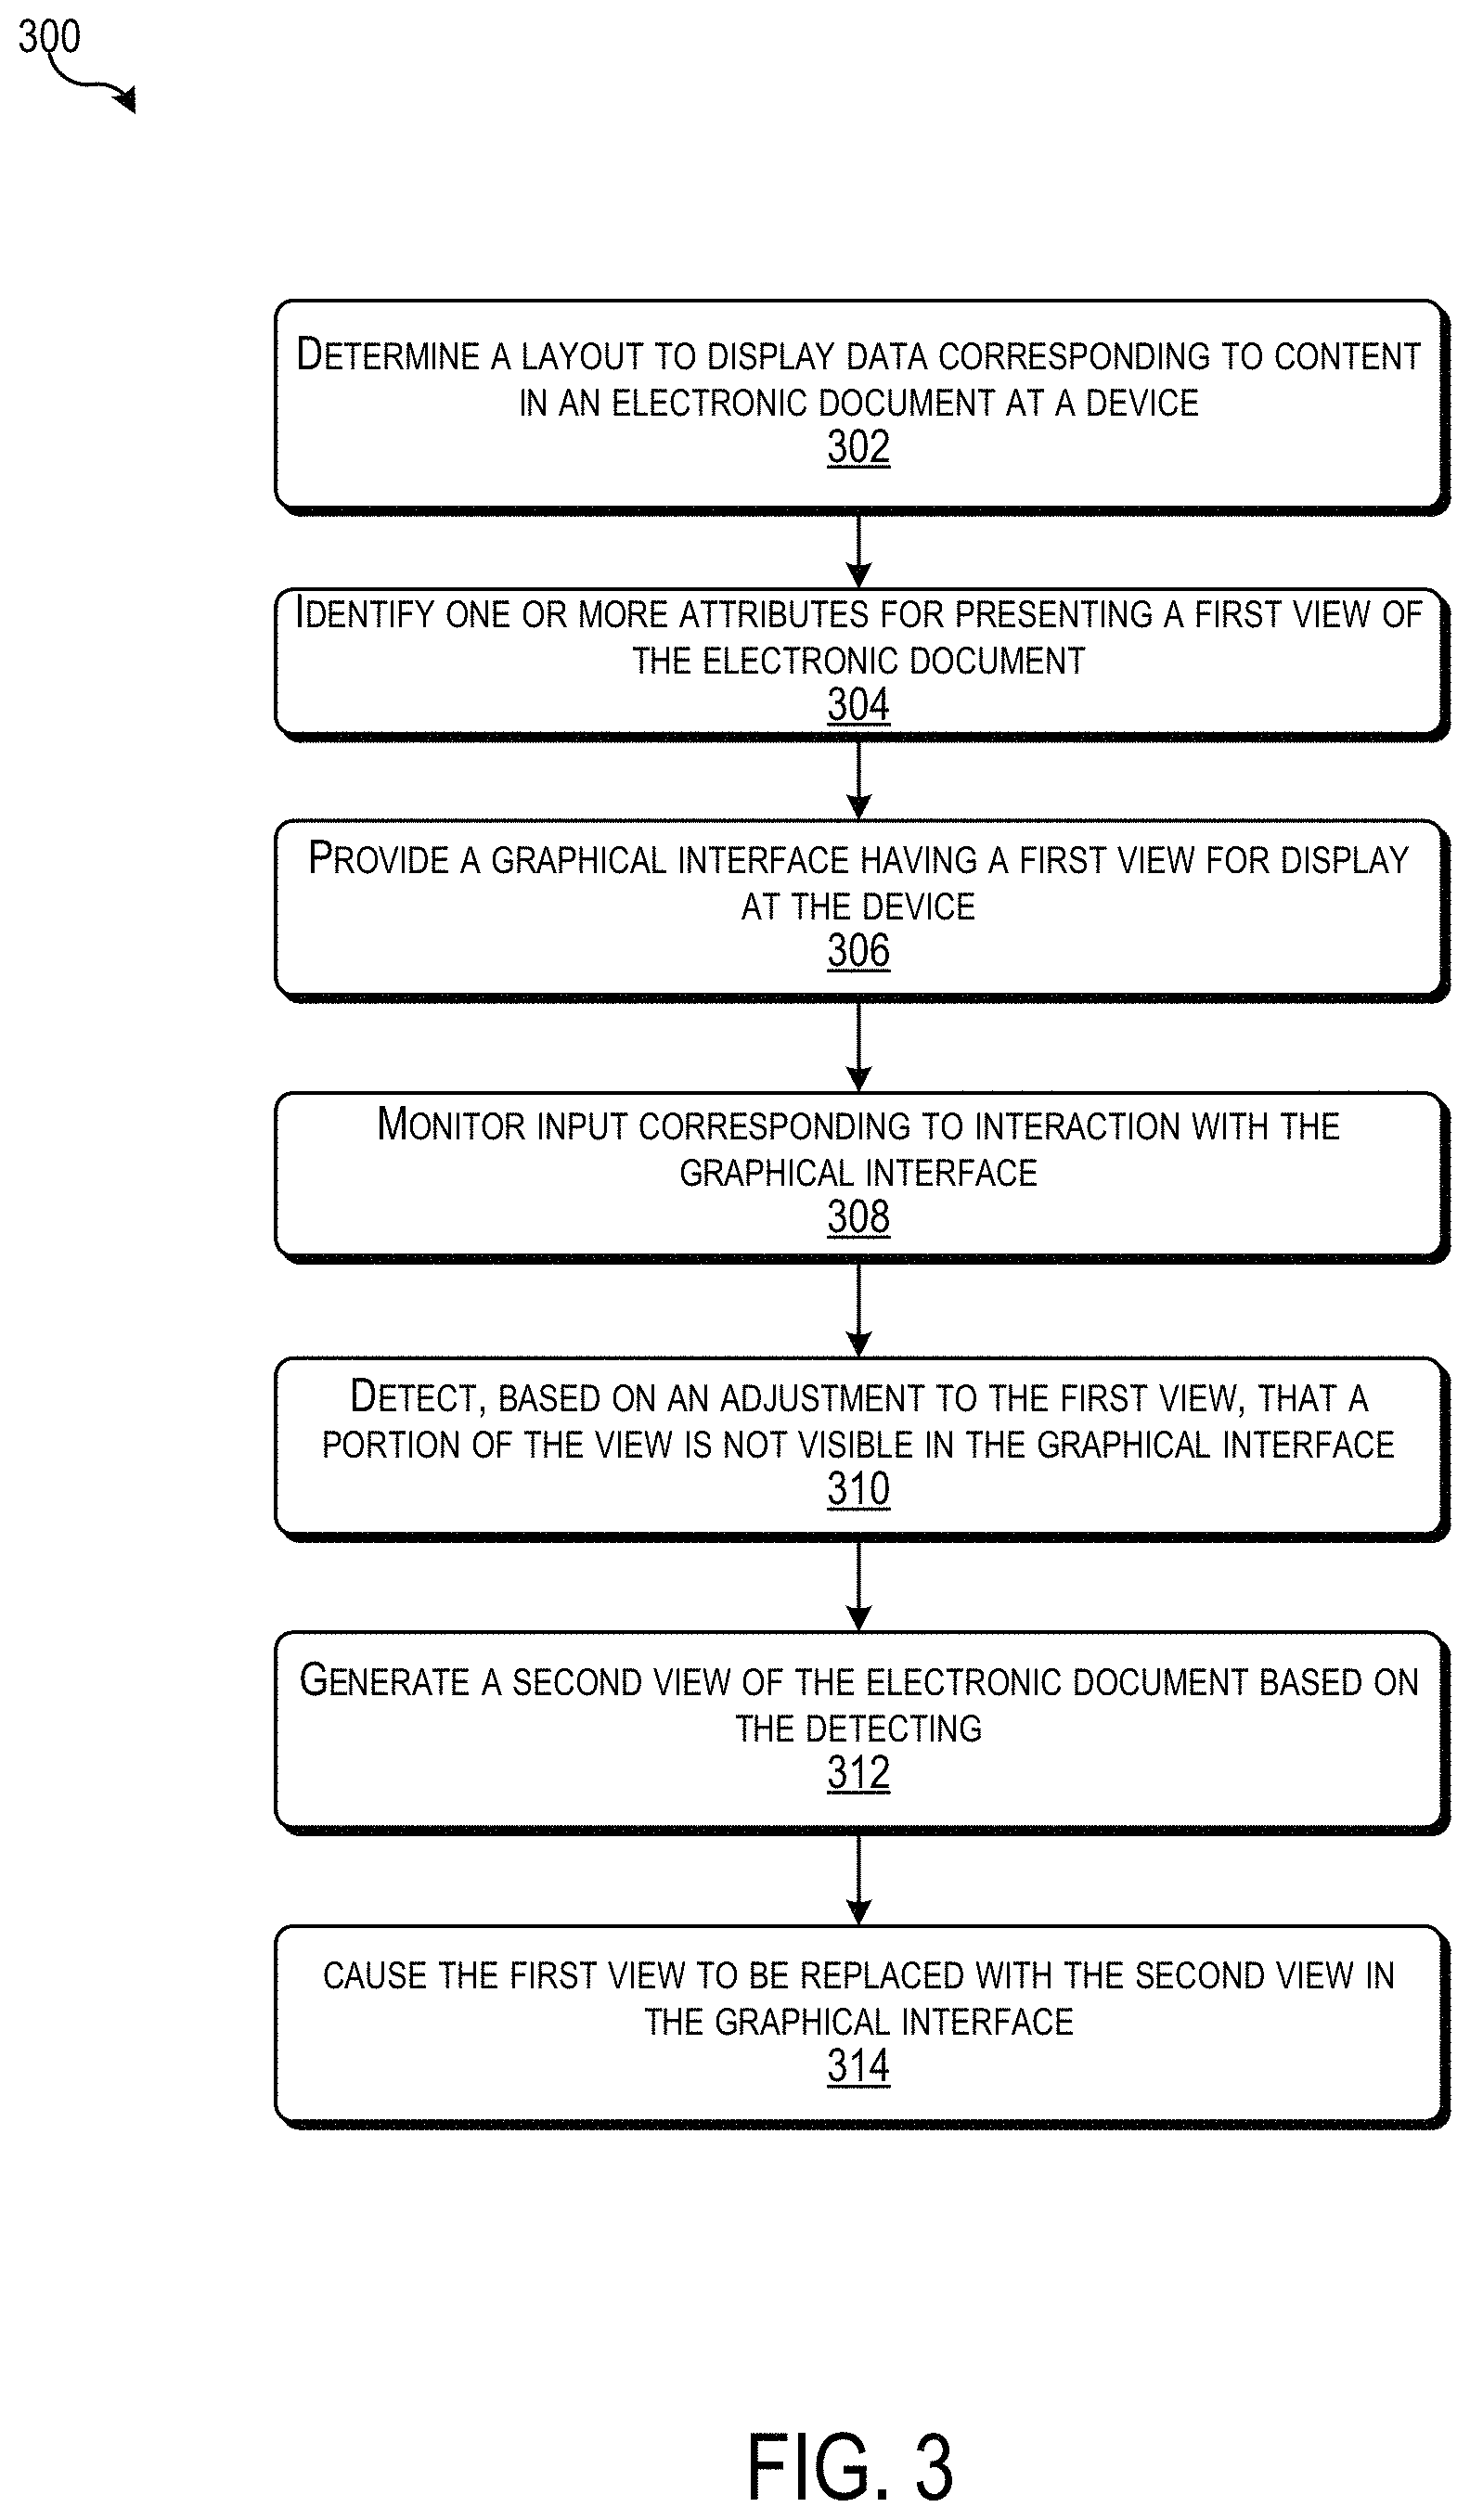 300
DETERMINE A LAYOUT TO DISPLAY DATA CORRESPONDING TO CONTENT
IN AN ELECTRONIC DOCUMENT AT A DEVICE
302
IDENTIFY ONE OR MORE ATTRIBUTES FOR PRESENTING A FIRST VIEW OF
THE ELECTRONIC DOCUMENT
304
PROVIDE A GRAPHICAL INTERFACE HAVING A FIRST VIEW FOR DISPLAY
AT THE DEVICE
306
MONITOR INPUT CORRESPONDING TO INTERACTION WITH THE
GRAPHICAL INTERFACE
308
DETECT, BASED ON AN ADJUSTMENT TO THE FIRST VIEW, THAT A
PORTION OF THE VIEW IS NOT VISIBLE IN THE GRAPHICAL INTERFACE
310
GENERATE A SECOND VIEW OF THE ELECTRONIC DOCUMENT BASED ON
THE DETECTING
312
CAUSE THE FIRST VIEW TO BE REPLACED WITH THE SECOND VIEW IN
THE GRAPHICAL INTERFACE
314
FIG. 3